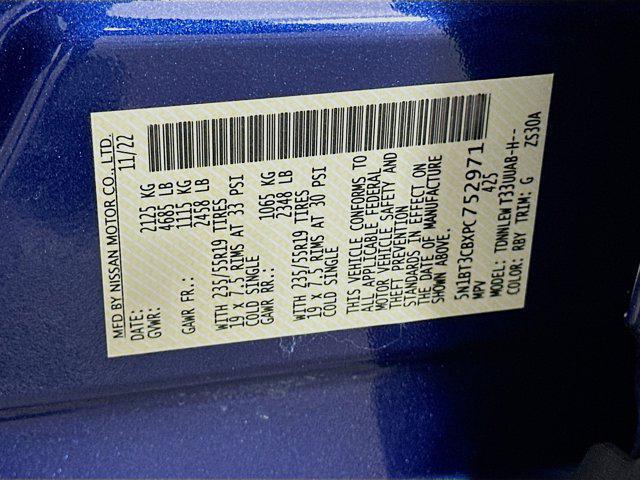 MFD BY NISSAN MOTOR CO., LTD.
DATE: 11/22
GVWR: 2125 KG
4685 LB
GAWR FR.: 1115 KG
2458 LB
WITH 235/55R19 TIRES
19 x 7.5 RIMS AT 33 PSI
COLD SINGLE
GAWR RR.: 1065 KG
2348 LB
WITH 235/55R19 TIRES
19 X 7.5 RIMS AT 30 PSI
COLD SINGLE
THIS VEHICLE CONFORMS TO
ALL APPLICABLE FEDERAL
MOTOR VEHICLE SAFETY AND
THEFT PREVENTION
STANDARDS IN EFFECT ON
THE DATE OF MANUFACTURE
SHOWN ABOVE.
5N1BT3CBXPC752971
MPV 425
MODEL: TDNNLEW T33UUAB-H--
COLOR: RBY TRIM: G ZS30A